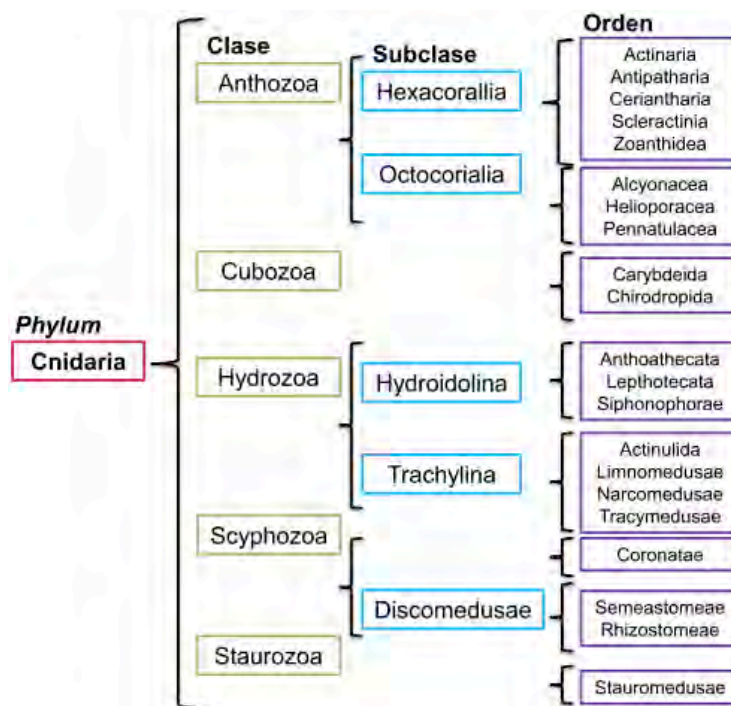 Orden
Clase
Subclase
Anthozoa
Hexacorallia
Actinaria
Antipatharia
Ceriantharia
Scleractinia
Zoanthidea
Octocorialia
Alcyonacea
Helioporacea
Pennatulacea
Cubozoa
Carybdeida
Chirodropida
Phylum
Cnidaria
Hydrozoa
Hydroidolina
Anthoathecata
Lepthotecata
Siphonophorae
Trachylina
Actinulida
Limnomedusae
Narcomedusae
Tracymedusae
Scyphozoa
Coronatae
Discomedusae
Semeastomeae
Rhizostomeae
Staurozoa
Stauromedusae